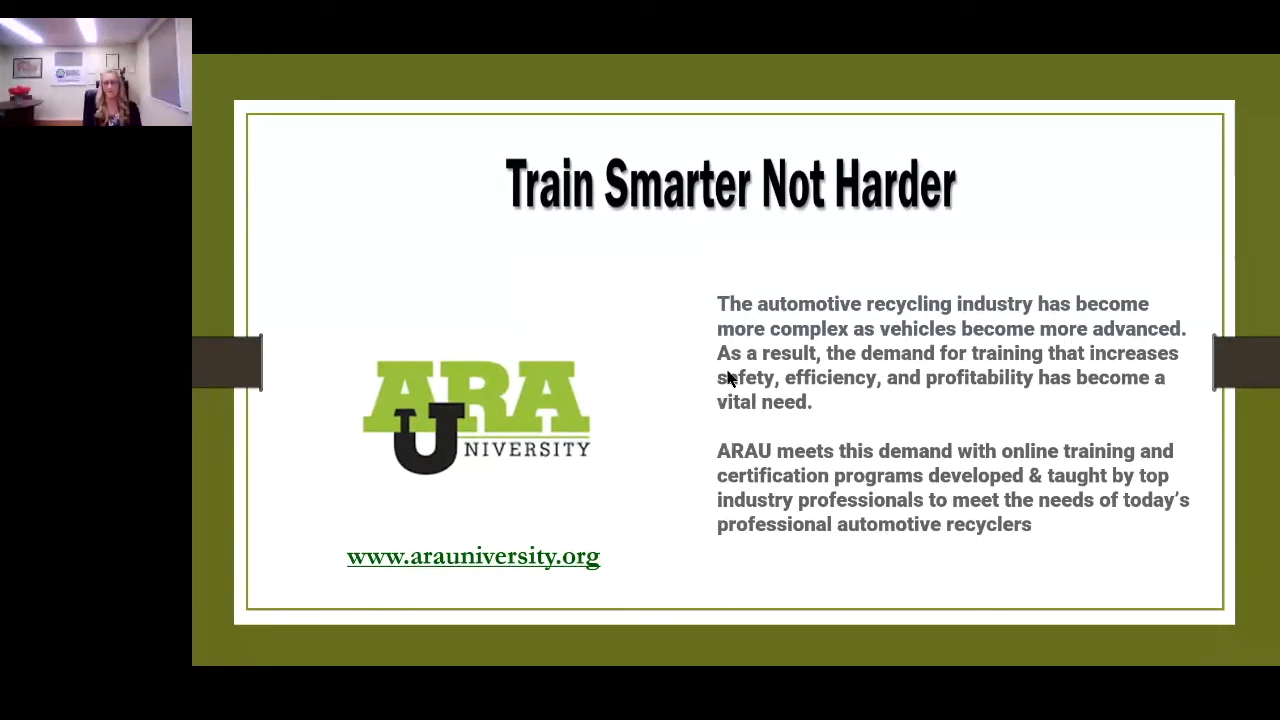 Train Smarter Not Harder
The automotive recycling industry has become
more complex as vehicles become more advanced.
As a result, the demand for training that increases
safety, efficiency, and profitability has become a
vital need.
ARAU meets this demand with online training and
certification programs developed & taught by top
industry professionals to meet the needs of today's
professional automotive recyclers
ARA
UNIVERSITY
www.arauniversity.org